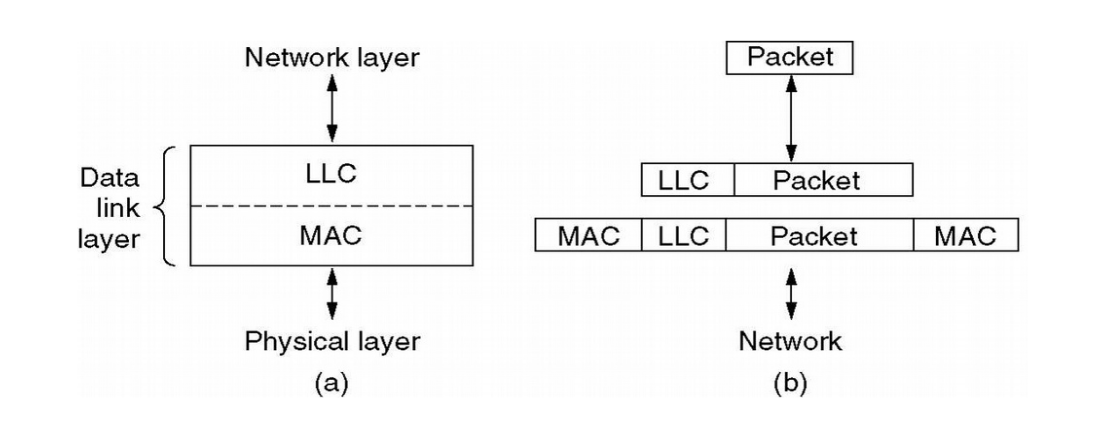 Network layer
Data
link
layer
LLC
MAC
Physical layer
(a)
Packet
LLC Packet
MAC LLC Packet MAC
Network
(b)